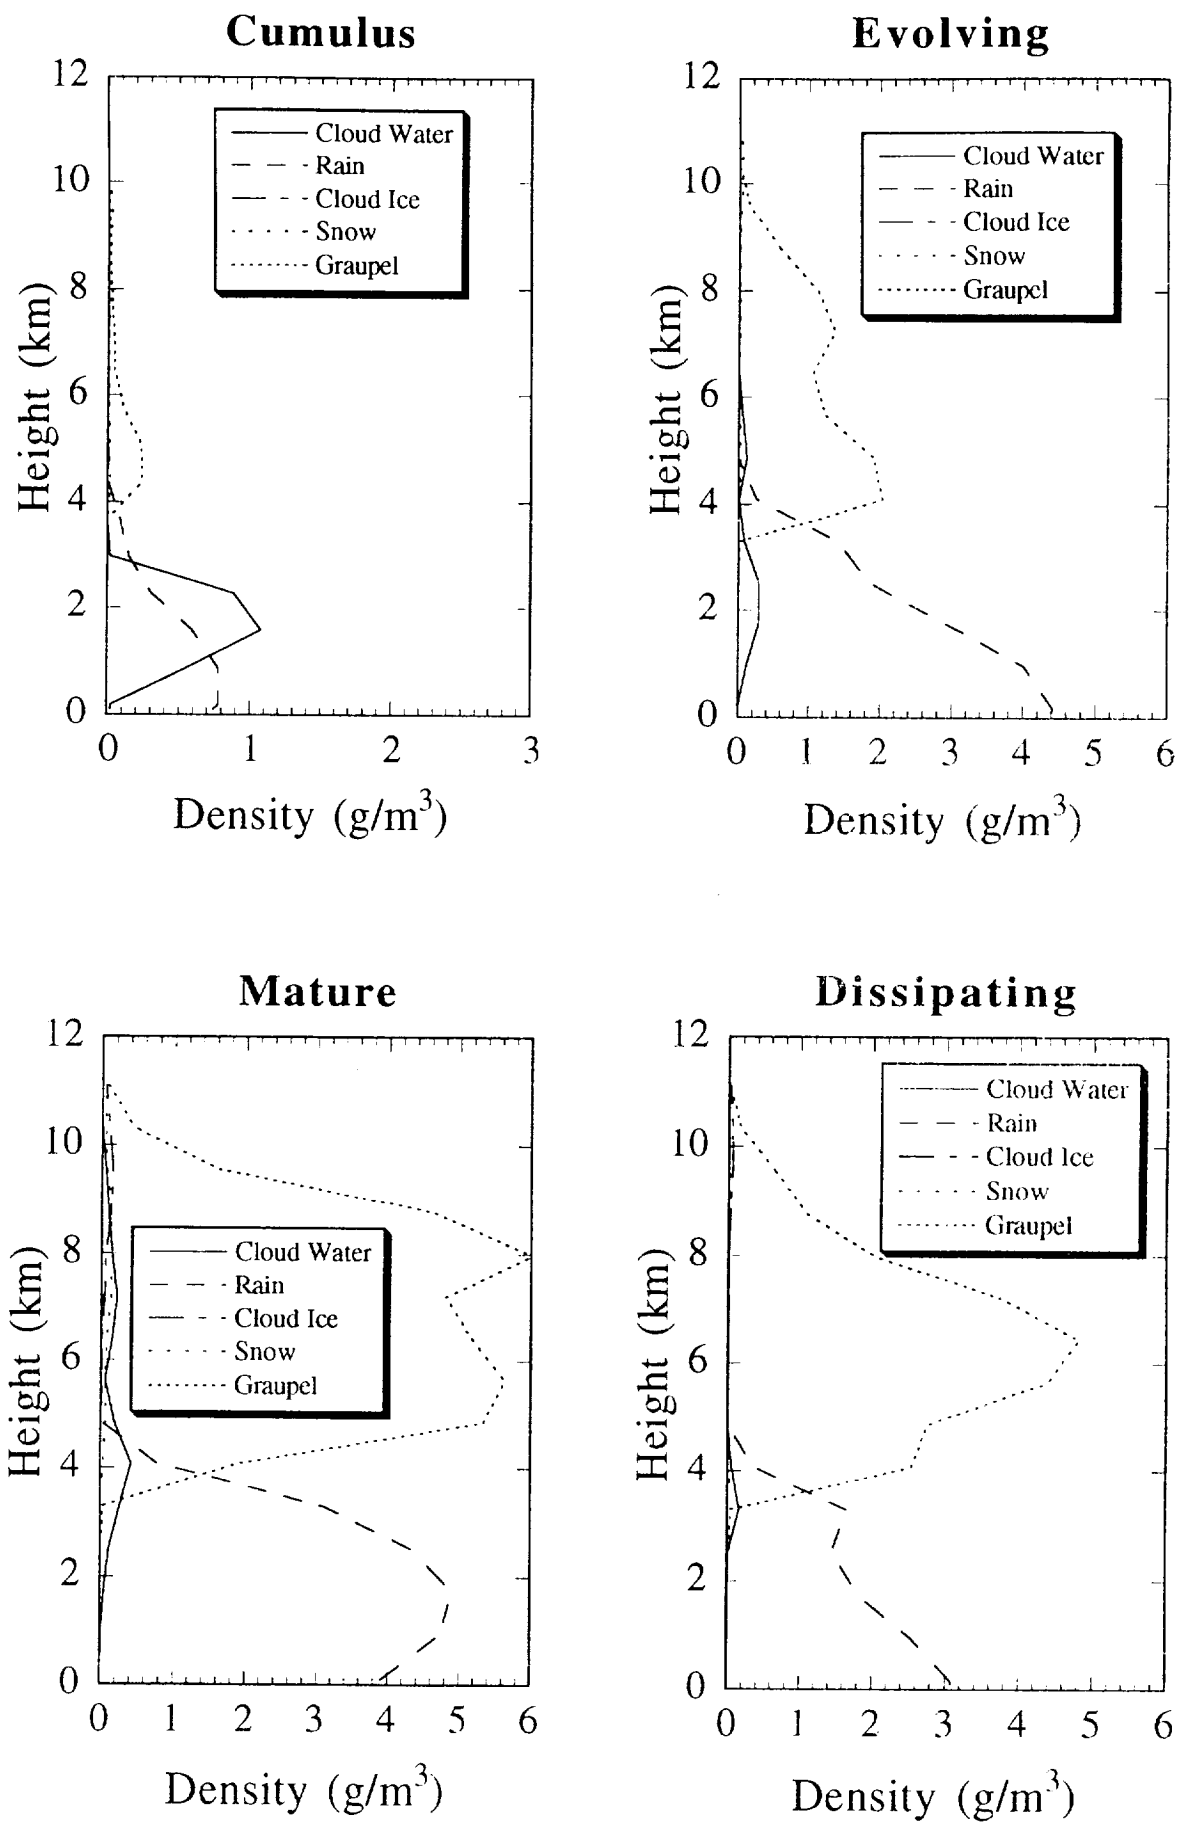 Cumulus
12
10
8
6
4
2
0
Height (km)
Cloud Water
Rain
Cloud Ice
Snow
Graupel
0 1 2 3
Density (g/m³)
Evolving
12
10
8
6
4
2
0
Height (km)
Cloud Water
Rain
Cloud Ice
Snow
Graupel
0 1 2 3 4 5 6
Density (g/m³)
Mature
12
10
8
6
4
2
0
Height (km)
Cloud Water
Rain
Cloud Ice
Snow
Graupel
0 1 2 3 4 5 6
Density (g/m³)
Dissipating
12
10
8
6
4
2
0
Height (km)
Cloud Water
Rain
Cloud Ice
Snow
Graupel
0 1 2 3 4 5 6
Density (g/m³)